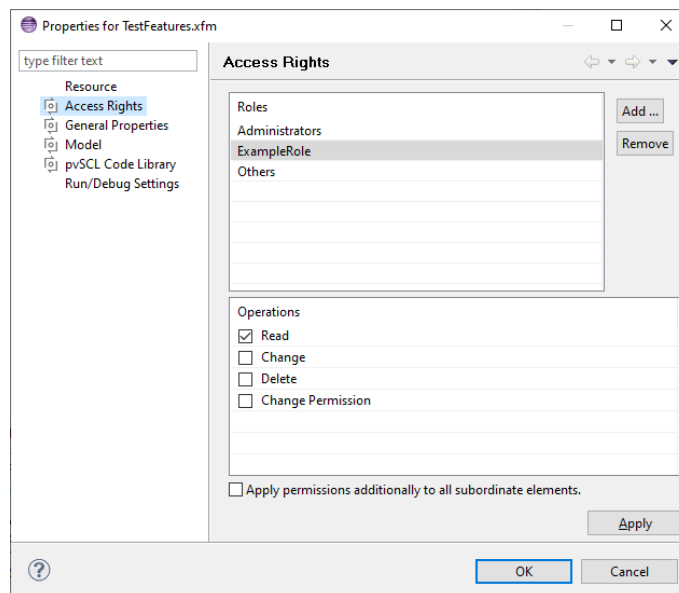 Properties for TestFeatures.xfm
type filter text
Resource
Access Rights
General Properties
Model
pvSCL Code Library
Run/Debug Settings
Access Rights
Roles
Administrators
ExampleRole
Others
Add ...
Remove
Operations
Read
Change
Delete
Change Permission
Apply permissions additionally to all subordinate elements.
Apply
?
OK
Cancel